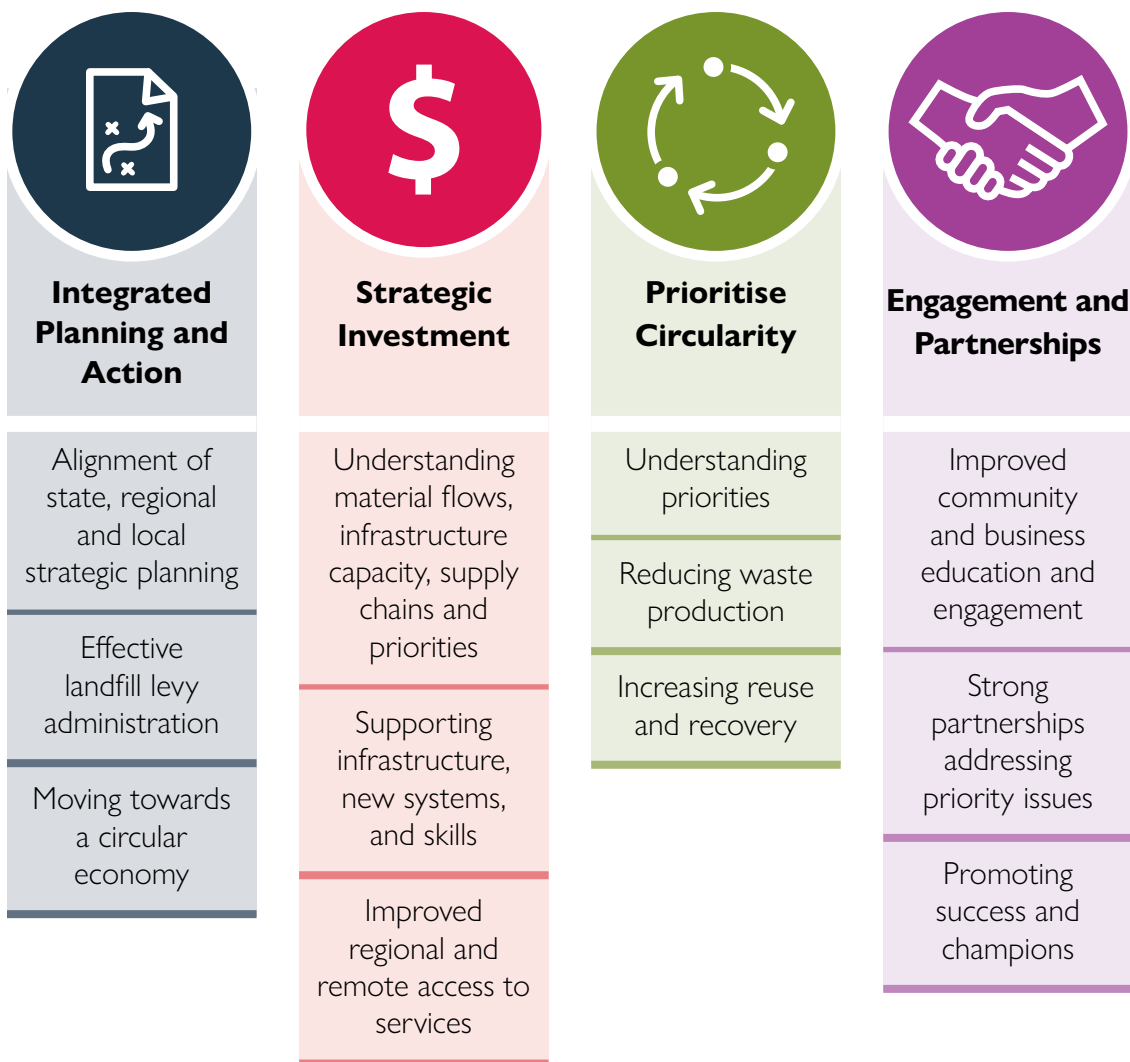 $
Integrated
Planning and
Action
Alignment of
state, regional
and local
strategic planning
Effective
landfill levy
administration
Moving towards
a circular
economy
Strategic
Investment
Understanding
material flows,
infrastructure
capacity, supply
chains and
priorities
Supporting
infrastructure,
new systems,
and skills
Improved
regional and
remote access to
services
Prioritise
Circularity
Understanding
priorities
Reducing waste
production
Increasing reuse
and recovery
Engagement and
Partnerships
Improved
community
and business
education and
engagement
Strong
partnerships
addressing
priority issues
Promoting
success and
champions